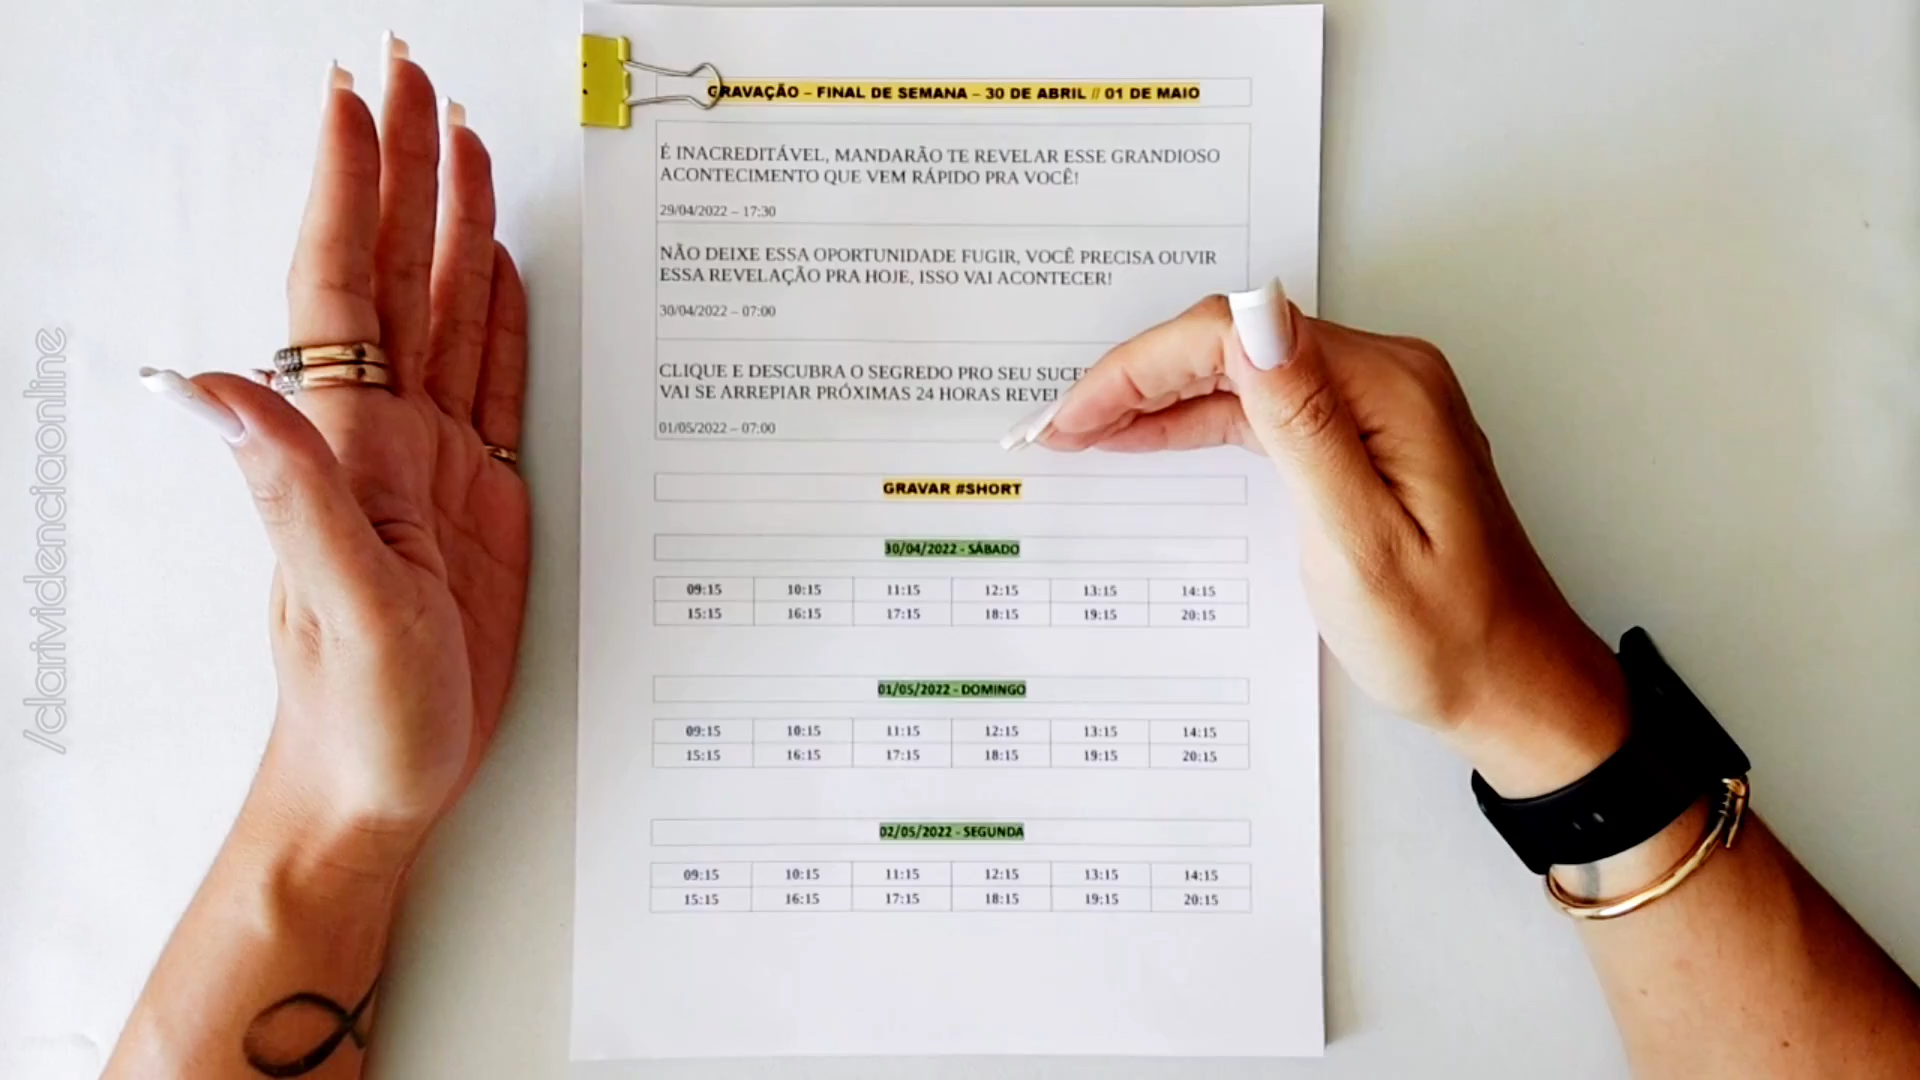 /clarividenciaonline
GRAVAÇÃO – FINAL DE SEMANA – 30 DE ABRIL // 01 DE MAIO
É INACREDITÁVEL, MANDARÃO TE REVELAR ESSE GRANDIOSO
ACONTECIMENTO QUE VEM RÁPIDO PRA VOCÊ!
29/04/2022 – 17:30
NÃO DEIXE ESSA OPORTUNIDADE FUGIR, VOCÊ PRECISA OUVIR
ESSA REVELAÇÃO PRA HOJE, ISSO VAI ACONTECER!
30/04/2022 – 07:00
CLIQUE E DESCUBRA O SEGREDO PRO SEU
VAI SE ARREPIAR PRÓXIMAS 24 HORAS
01/05/2022 – 07:00
GRAVAR #SHORT
30/04/2022 - SÁBADO
09:15 10:15 11:15 12:15 13:15 14:15
15:15 16:15 17:15 18:15 19:15 20:15
01/05/2022 - DOMINGO
09:15 10:15 11:15 12:15 13:15 14:15
15:15 16:15 17:15 18:15 19:15 20:15
02/05/2022 - SEGUNDA
09:15 10:15 11:15 12:15 13:15 14:15
15:15 16:15 17:15 18:15 19:15 20:15